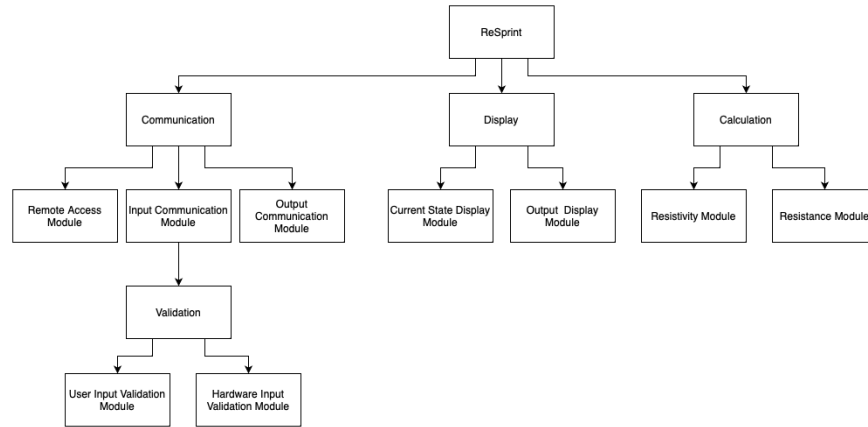 ReSprint
Communication
Display
Calculation
Remote Access
Module
Input Communication
Module
Output
Communication
Module
Current State Display
Module
Output Display
Module
Resistivity Module
Resistance Module
Validation
User Input Validation
Module
Hardware Input
Validation Module